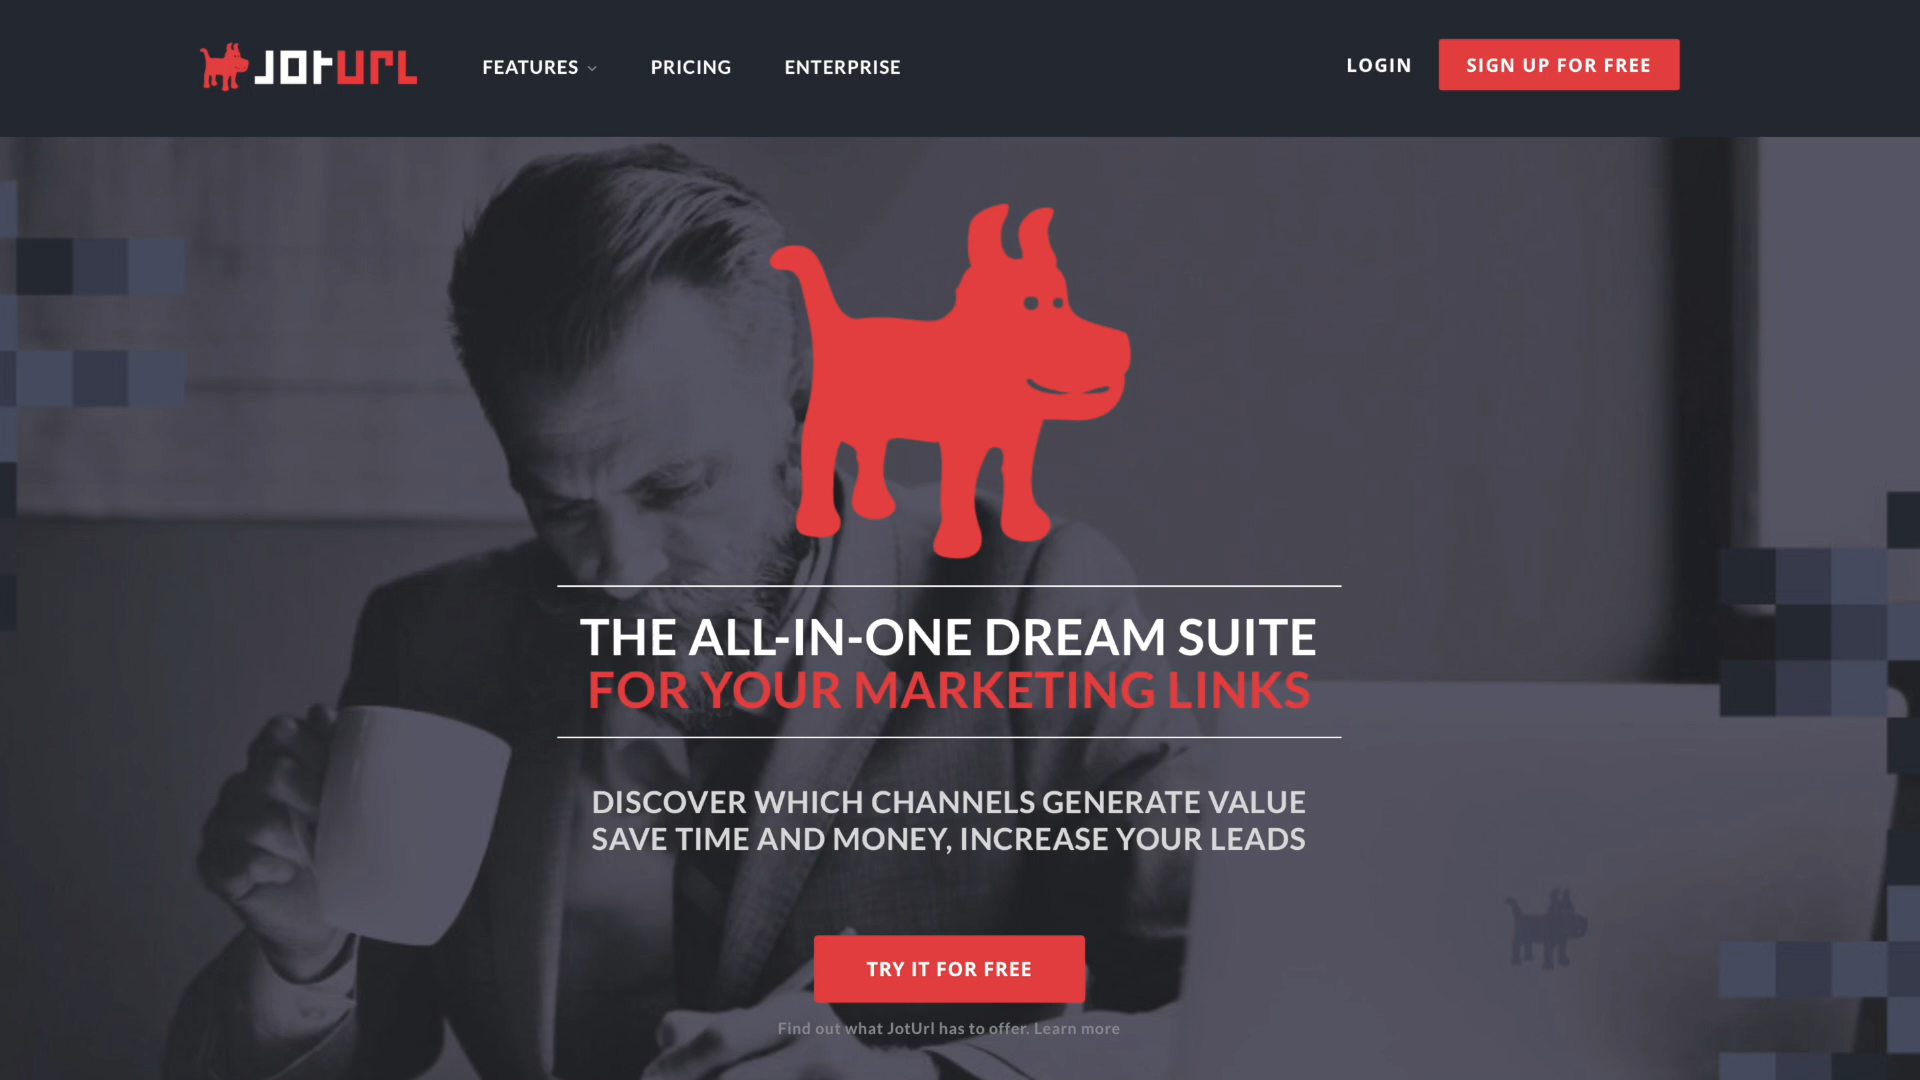 JotUrl
FEATURES
PRICING
ENTERPRISE
LOGIN
SIGN UP FOR FREE
THE ALL-IN-ONE DREAM SUITE
FOR YOUR MARKETING LINKS
DISCOVER WHICH CHANNELS GENERATE VALUE
SAVE TIME AND MONEY, INCREASE YOUR LEADS
TRY IT FOR FREE
Find out what JotUrl has to offer. Learn more